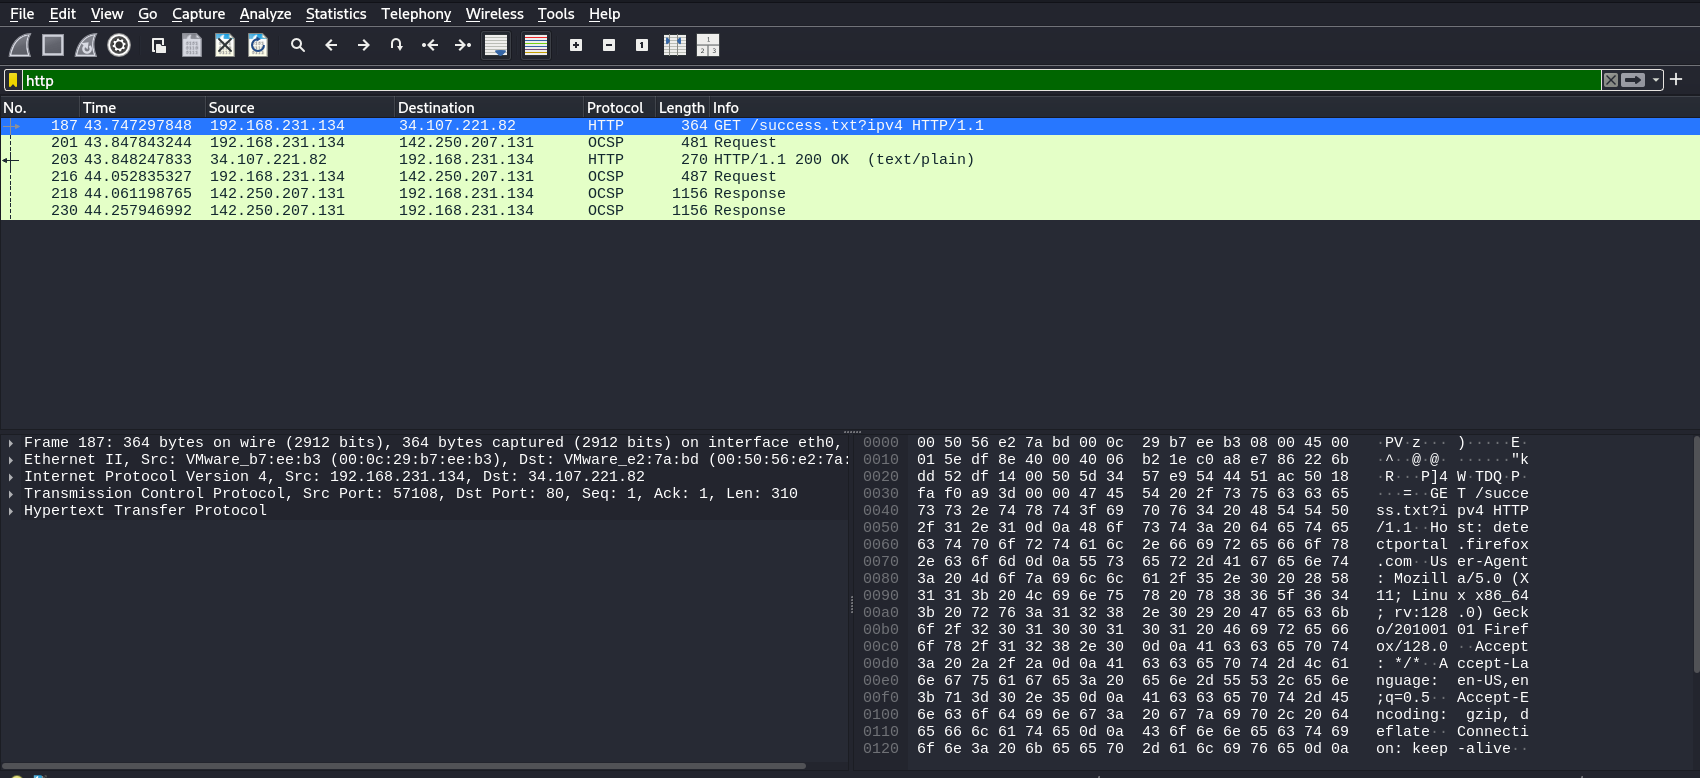 File Edit View Go Capture Analyze Statistics Telephony Wireless Tools Help
http
No. Time Source Destination Protocol Length Info
187 43.747297848 192.168.231.134 34.107.221.82 HTTP 364 GET /success.txt?ipv4 HTTP/1.1
201 43.847843244 192.168.231.134 142.250.207.131 OCSP 481 Request
203 43.848247833 34.107.221.82 192.168.231.134 HTTP 270 HTTP/1.1 200 OK (text/plain)
216 44.052835327 192.168.231.134 142.250.207.131 OCSP 487 Request
218 44.061198765 142.250.207.131 192.168.231.134 OCSP 1156 Response
230 44.257946992 142.250.207.131 192.168.231.134 OCSP 1156 Response
Frame 187: 364 bytes on wire (2912 bits), 364 bytes captured (2912 bits) on interface eth0,
Ethernet II, Src: VMware_b7:ee:b3 (00:0c:29:b7:ee:b3), Dst: VMware_e2:7a:bd (00:50:56:e2:7a:
Internet Protocol Version 4, Src: 192.168.231.134, Dst: 34.107.221.82
Transmission Control Protocol, Src Port: 57108, Dst Port: 80, Seq: 1, Ack: 1, Len: 310
Hypertext Transfer Protocol
0000 00 50 56 e2 7a bd 00 0c 29 b7 ee b3 08 00 45 00 ·PV·z··· )·····E·
0010 01 5e df 8e 40 00 40 06 b2 1e c0 a8 e7 86 22 6b ·^··@·@· ······"k
0020 dd 52 df 14 00 50 5d 34 57 e9 54 44 51 ac 50 18 ·R···P]4 W·TDQ·P·
0030 fa f0 a9 3d 00 00 47 45 54 20 2f 73 75 63 63 65 ···=··GE T /succe
0040 73 73 2e 74 78 74 3f 69 70 76 34 20 48 54 54 50 ss.txt?i pv4 HTTP
0050 2f 31 2e 31 0d 0a 48 6f 73 74 3a 20 64 65 74 65 /1.1··Ho st: dete
0060 63 74 70 6f 72 74 61 6c 2e 66 69 72 65 66 6f 78 ctportal .firefox
0070 2e 63 6f 6d 0d 0a 55 73 65 72 2d 41 67 65 6e 74 .com··Us er-Agent
0080 3a 20 4d 6f 7a 69 6c 6c 61 2f 35 2e 30 20 28 58 : Mozill a/5.0 (X
0090 31 31 3b 20 4c 69 6e 75 78 20 78 38 36 5f 36 34 11; Linu x x86_64
00a0 3b 20 72 76 3a 31 32 38 2e 30 29 20 47 65 63 6b ; rv:128 .0) Geck
00b0 6f 2f 32 30 31 30 30 31 30 31 20 46 69 72 65 66 o/201001 01 Firef
00c0 6f 78 2f 31 32 38 2e 30 0d 0a 41 63 63 65 70 74 ox/128.0 ··Accept
00d0 3a 20 2a 2f 2a 0d 0a 41 63 63 65 70 74 2d 4c 61 : */*··A ccept-La
00e0 6e 67 75 61 67 65 3a 20 65 6e 2d 55 53 2c 65 6e nguage:  en-US,en
00f0 3b 71 3d 30 2e 35 0d 0a 41 63 63 65 70 74 2d 45 ;q=0.5·· Accept-E
0100 6e 63 6f 64 69 6e 67 3a 20 67 7a 69 70 2c 20 64 ncoding:  gzip, d
0110 65 66 6c 61 74 65 0d 0a 43 6f 6e 6e 65 63 74 69 eflate·· Connecti
0120 6f 6e 3a 20 6b 65 65 70 2d 61 6c 69 76 65 0d 0a on: keep -alive··